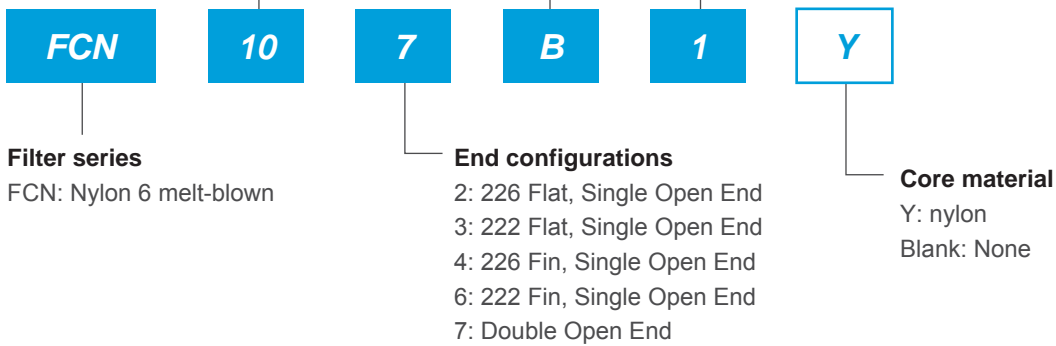 FCN 10 7 B 1 Y
Filter series
FCN: Nylon 6 melt-blown
End configurations
2: 226 Flat, Single Open End
3: 222 Flat, Single Open End
4: 226 Fin, Single Open End
6: 222 Fin, Single Open End
7: Double Open End
Core material
Y: nylon
Blank: None